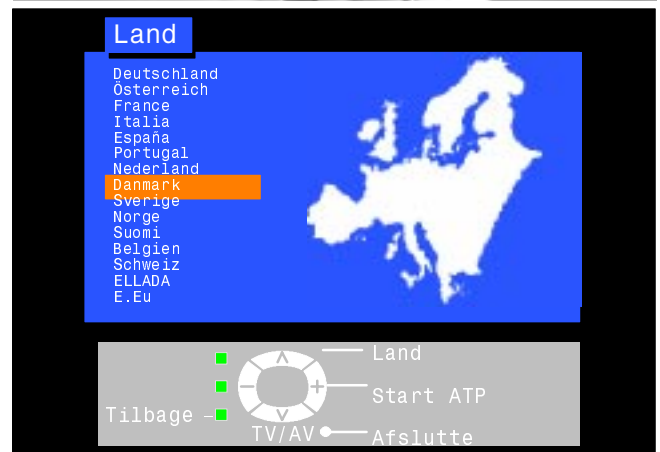 Land
Deutschland
Österreich
France
Italia
España
Portugal
Nederland
Danmark
Sverige
Norge
Suomi
Belgien
Schweiz
ELLADA
E.Eu
Land
Start ATP
Tilbage
TV/AV
Afslutte